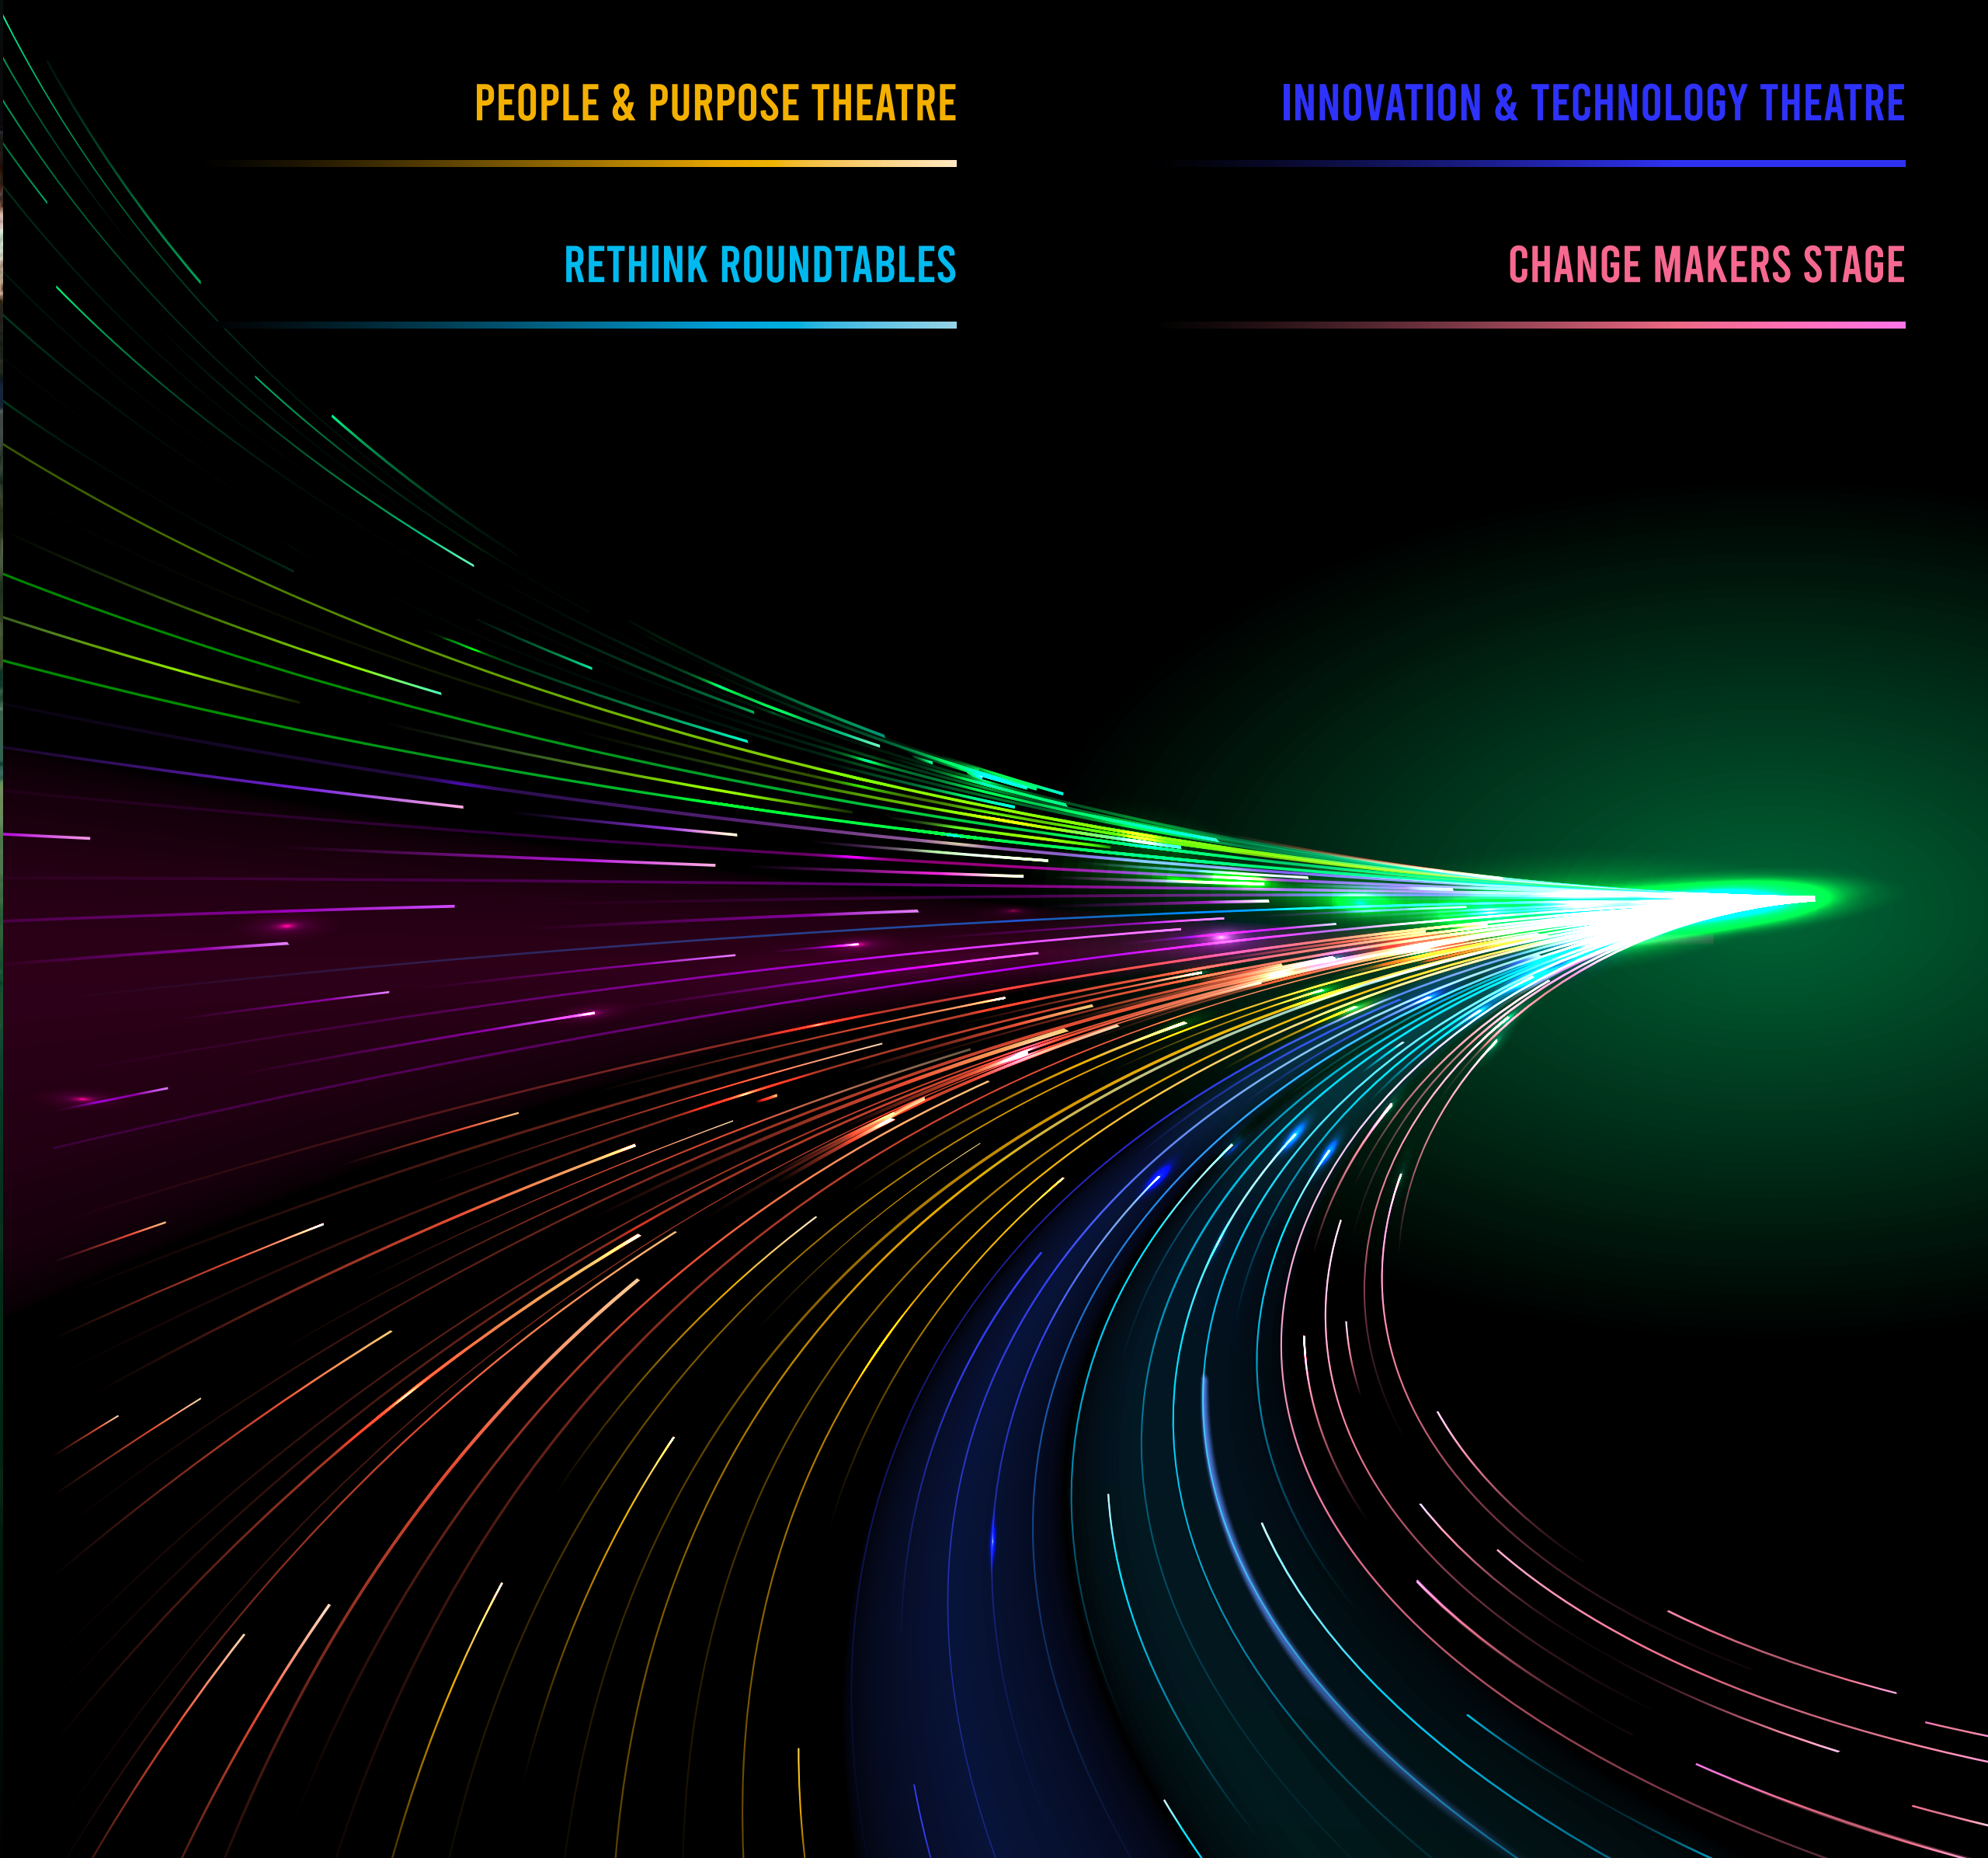 PEOPLE & PURPOSE THEATRE
INNOVATION & TECHNOLOGY THEATRE
RETHINK ROUNDTABLES
CHANGE MAKERS STAGE